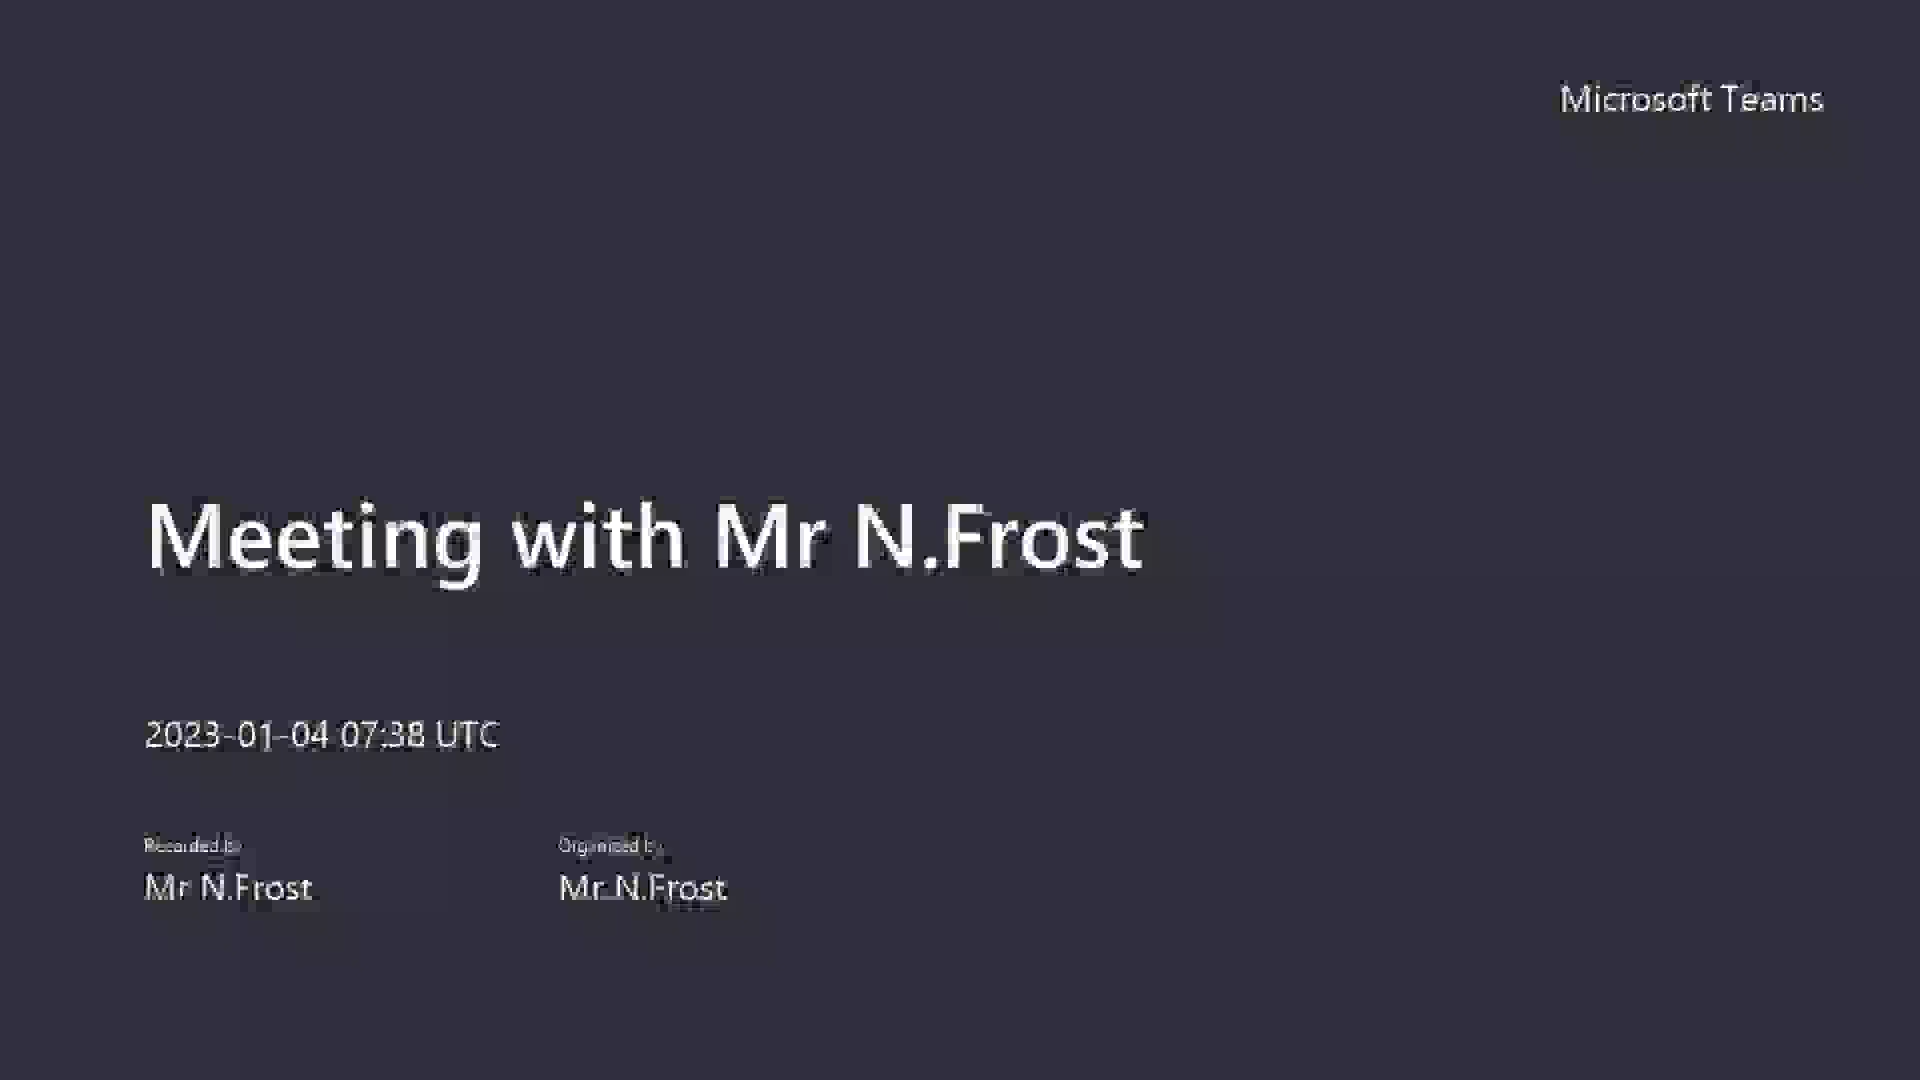 Microsoft Teams
Meeting with Mr N.Frost
2023-01-04 07:38 UTC
Recorded by
Organized by
Mr N.Frost
Mr N.Frost